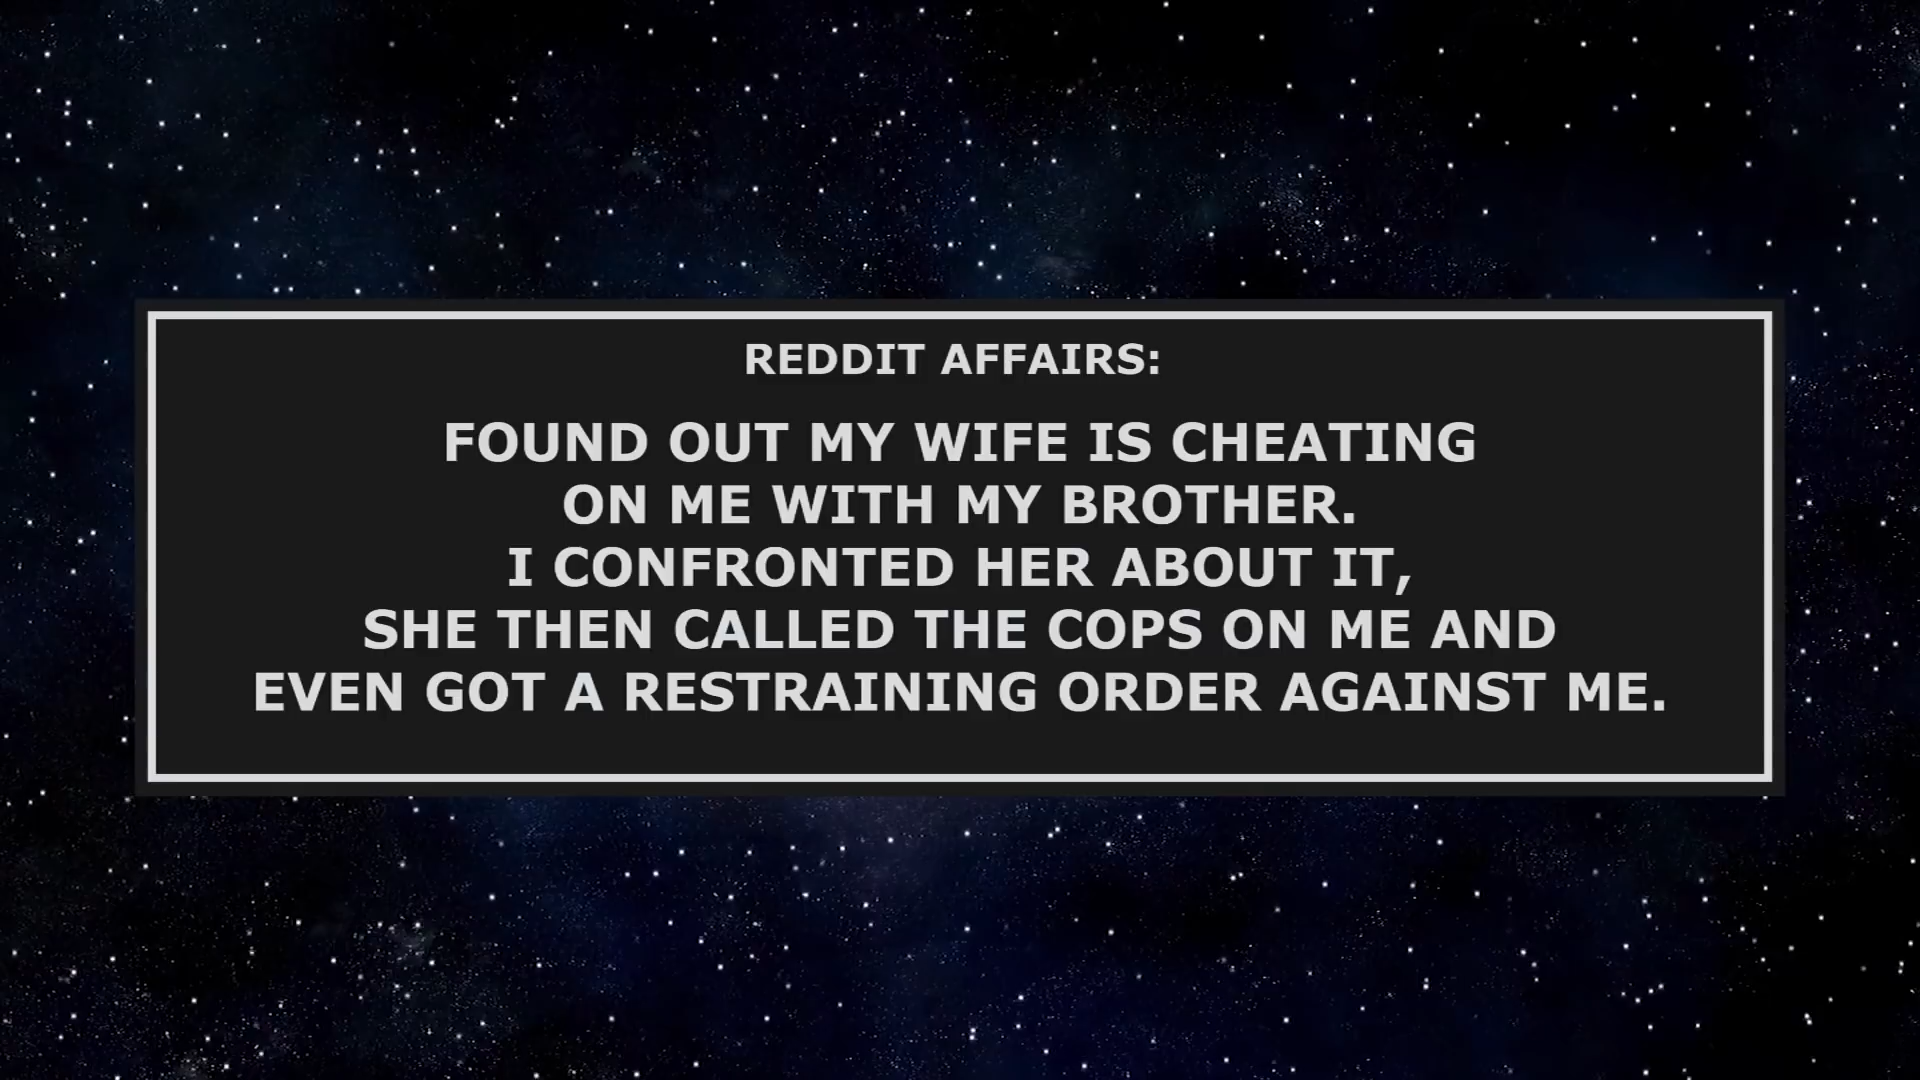 REDDIT AFFAIRS:
FOUND OUT MY WIFE IS CHEATING
ON ME WITH MY BROTHER.
I CONFRONTED HER ABOUT IT,
SHE THEN CALLED THE COPS ON ME AND
EVEN GOT A RESTRAINING ORDER AGAINST ME.